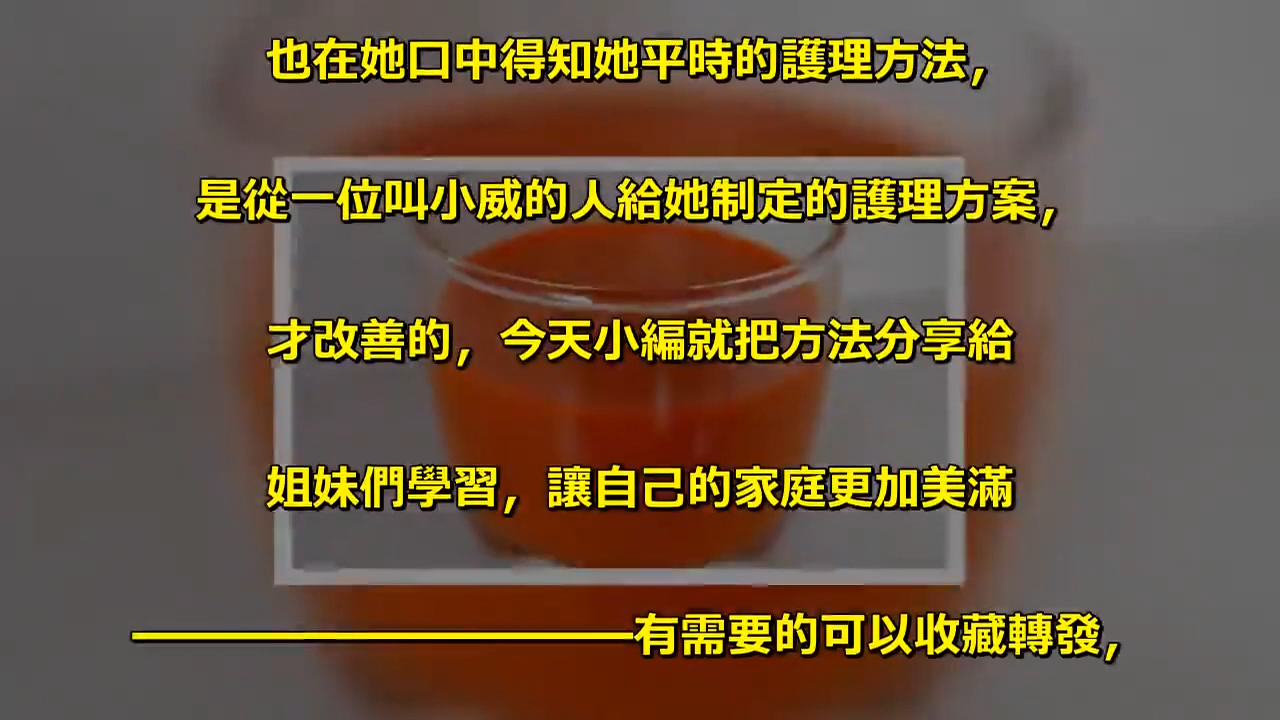 也在她口中得知她平時的護理方法，
是從一位叫小威的人給她制定的護理方案，
才改善的，今天小編就把方法分享給
姐妹們學習，讓自己的家庭更加美滿
———————————有需要的可以收藏轉發，